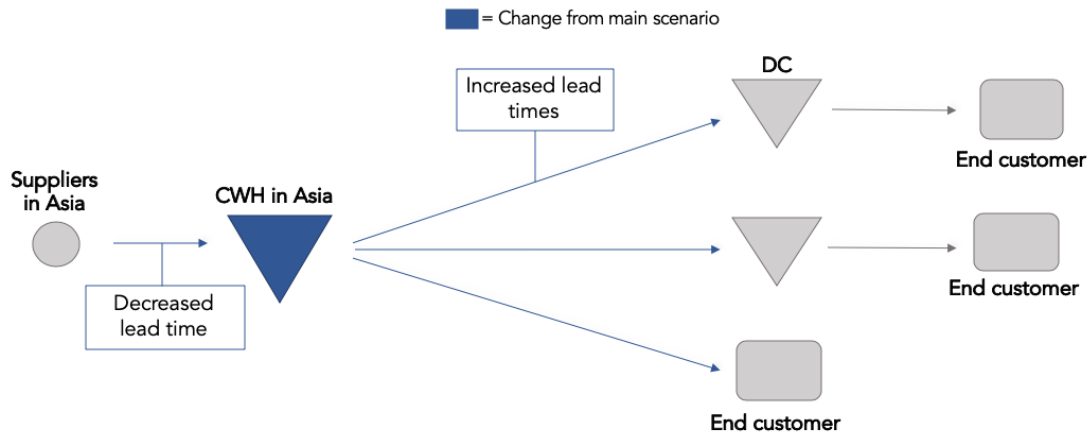 = Change from main scenario
Increased lead
times
DC
End customer
Suppliers
in Asia
CWH in Asia
End customer
Decreased
lead time
End customer